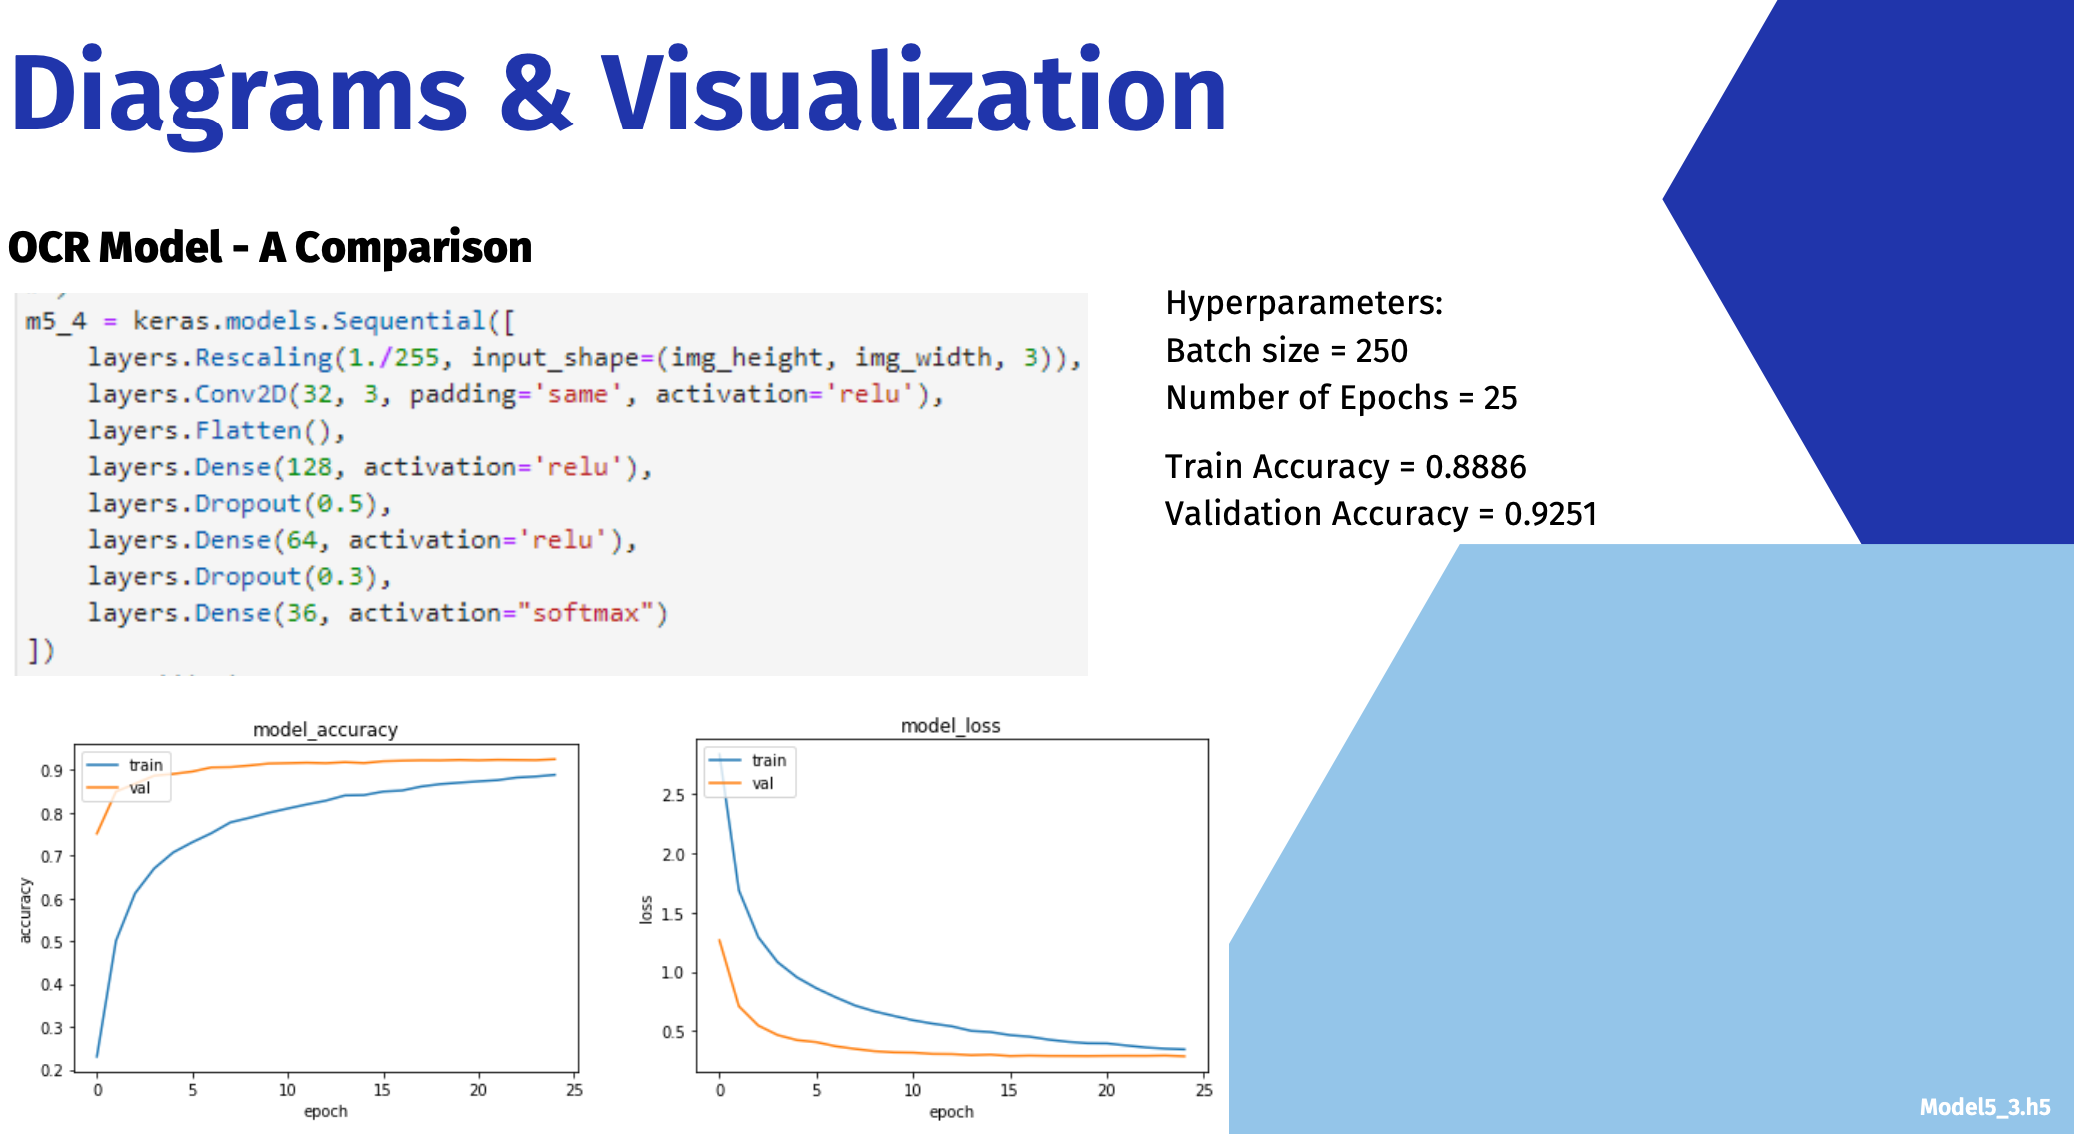 Diagrams & Visualization
OCR Model - A Comparison
m5_4 = keras.models.Sequential([
    layers.Rescaling(1./255, input_shape=(img_height, img_width, 3)),
    layers.Conv2D(32, 3, padding='same', activation='relu'),
    layers.Flatten(),
    layers.Dense(128, activation='relu'),
    layers.Dropout(0.5),
    layers.Dense(64, activation='relu'),
    layers.Dropout(0.3),
    layers.Dense(36, activation="softmax")
])
Hyperparameters:
Batch size = 250
Number of Epochs = 25
Train Accuracy = 0.8886
Validation Accuracy = 0.9251
model_accuracy
train
val
0.9
0.8
0.7
0.6
0.5
0.4
0.3
0.2
accuracy
0 5 10 15 20 25
epoch
model_loss
train
val
2.5
2.0
1.5
1.0
0.5
loss
0 5 10 15 20 25
epoch
Model5_3.h5